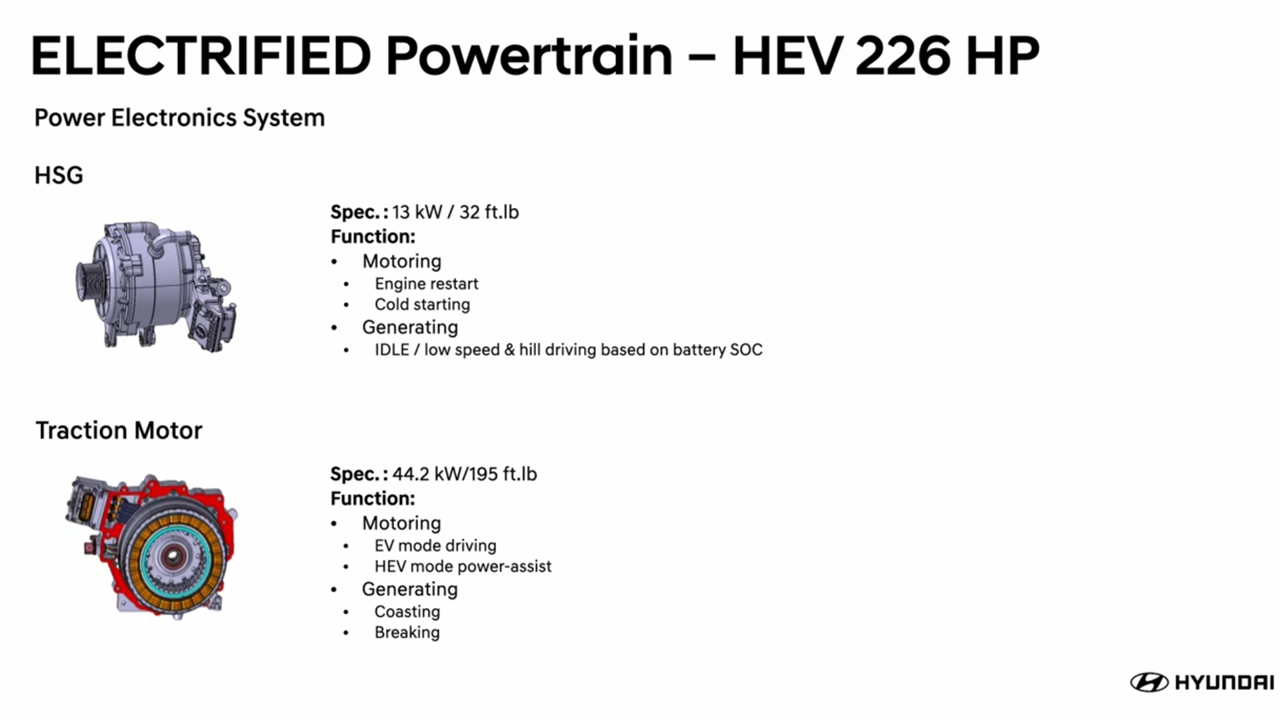 ELECTRIFIED Powertrain – HEV 226 HP
Power Electronics System
HSG
Spec. : 13 kW / 32 ft.lb
Function:
• Motoring
• Engine restart
• Cold starting
• Generating
• IDLE / low speed & hill driving based on battery SOC
Traction Motor
Spec. : 44.2 kW/195 ft.lb
Function:
• Motoring
• EV mode driving
• HEV mode power-assist
• Generating
• Coasting
• Breaking
HYUNDAI